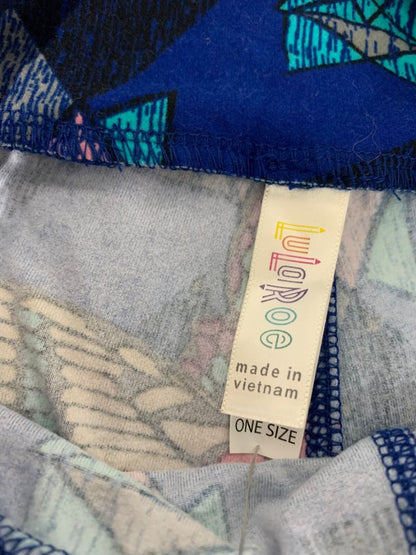 LuLaRoe
made in
vietnam
ONE SIZE